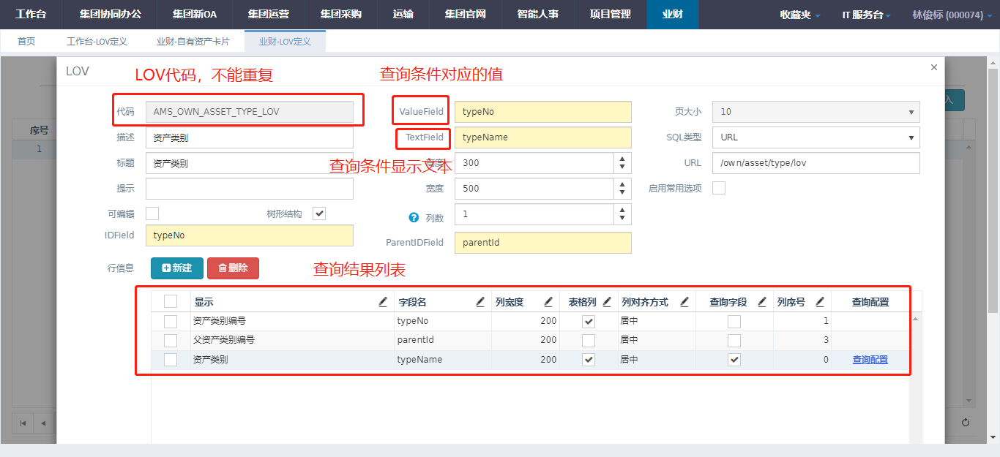 工作台 集团协同办公 集团新OA 集团运营 集团采购 运输 集团官网 智能人事 项目管理 业财 收藏夹 IT 服务台 林俊标 (000074)
首页 工作台-LOV定义 业财-自有资产卡片 业财-LOV定义
LOV LOV代码，不能重复 查询条件对应的值 ×
代码 AMS_OWN_ASSET_TYPE_LOV ValueField typeNo 页大小 10 入
序号 描述 资产类别 TextField typeName SQL类型 URL
1 标题 资产类别 查询条件显示文本 300 URL /own/asset/type/lov
提示 宽度 500 启用常用选项
可编辑 树形结构 ? 列数 1
IDField typeNo ParentIDField parentId
行信息 新建 删除 查询结果列表
显示 字段名 列宽度 表格列 列对齐方式 查询字段 列序号 查询配置
资产类别编号 typeNo 200 居中 1
父资产类别编号 parentId 200 居中 3
资产类别 typeName 200 居中 0 查询配置